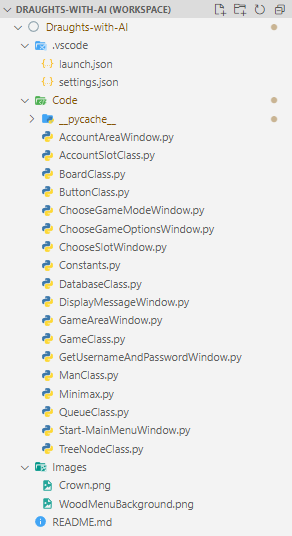 DRAUGHTS-WITH-AI (WORKSPACE)
Draughts-with-AI
.vscode
launch.json
settings.json
Code
__pycache__
AccountAreaWindow.py
AccountSlotClass.py
BoardClass.py
ButtonClass.py
ChooseGameModeWindow.py
ChooseGameOptionsWindow.py
ChooseSlotWindow.py
Constants.py
DatabaseClass.py
DisplayMessageWindow.py
GameAreaWindow.py
GameClass.py
GetUsernameAndPasswordWindow.py
ManClass.py
Minimax.py
QueueClass.py
Start-MainMenuWindow.py
TreeNodeClass.py
Images
Crown.png
WoodMenuBackground.png
README.md